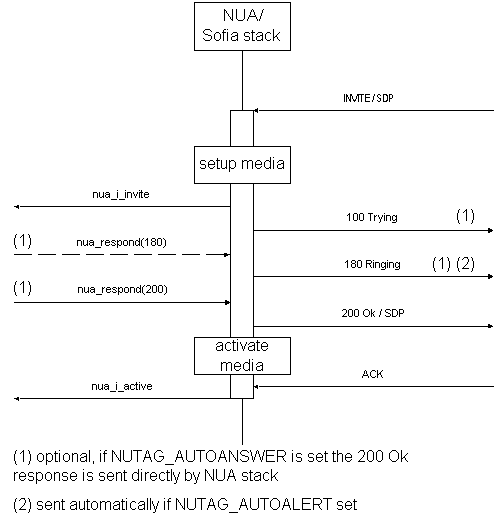 NUA/
Sofia stack
INVITE / SDP
setup media
nua_i_invite
100 Trying (1)
(1) nua_respond(180)
180 Ringing (1) (2)
(1) nua_respond(200)
200 Ok / SDP
activate
media
ACK
nua_i_active
(1) optional, if NUTAG_AUTOANSWER is set the 200 Ok
response is sent directly by NUA stack
(2) sent automatically if NUTAG_AUTOALERT set